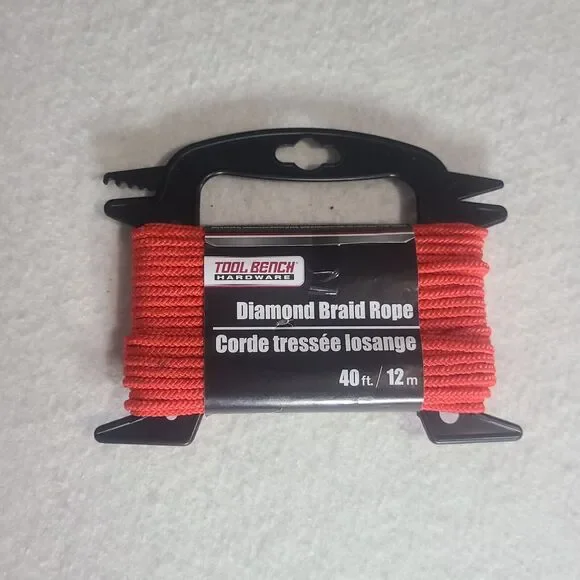 TOOL BENCH
HARDWARE
Diamond Braid Rope
Corde tressée losange
40 ft. / 12 m